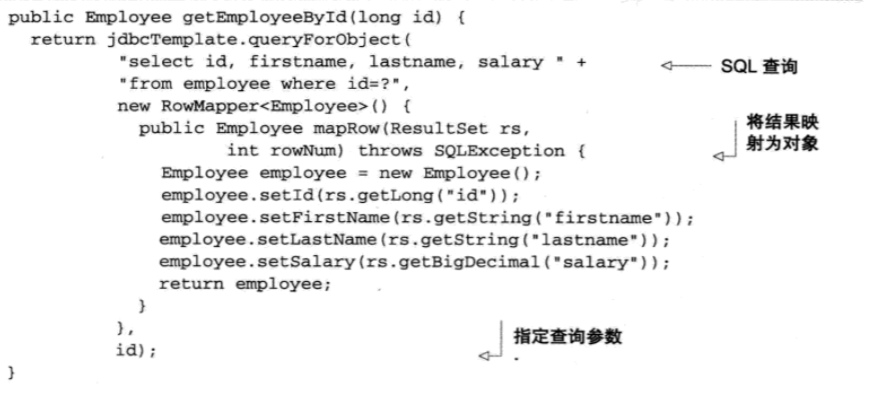 public Employee getEmployeeById(long id) {
return jdbcTemplate.queryForObject(
"select id, firstname, lastname, salary " + SQL 查询
"from employee where id=?",
new RowMapper<Employee>() {
public Employee mapRow(ResultSet rs, 将结果映
int rowNum) throws SQLException { 射为对象
Employee employee = new Employee();
employee.setId(rs.getLong("id"));
employee.setFirstName(rs.getString("firstname"));
employee.setLastName(rs.getString("lastname"));
employee.setSalary(rs.getBigDecimal("salary"));
return employee;
}
}, 指定查询参数
id);
}